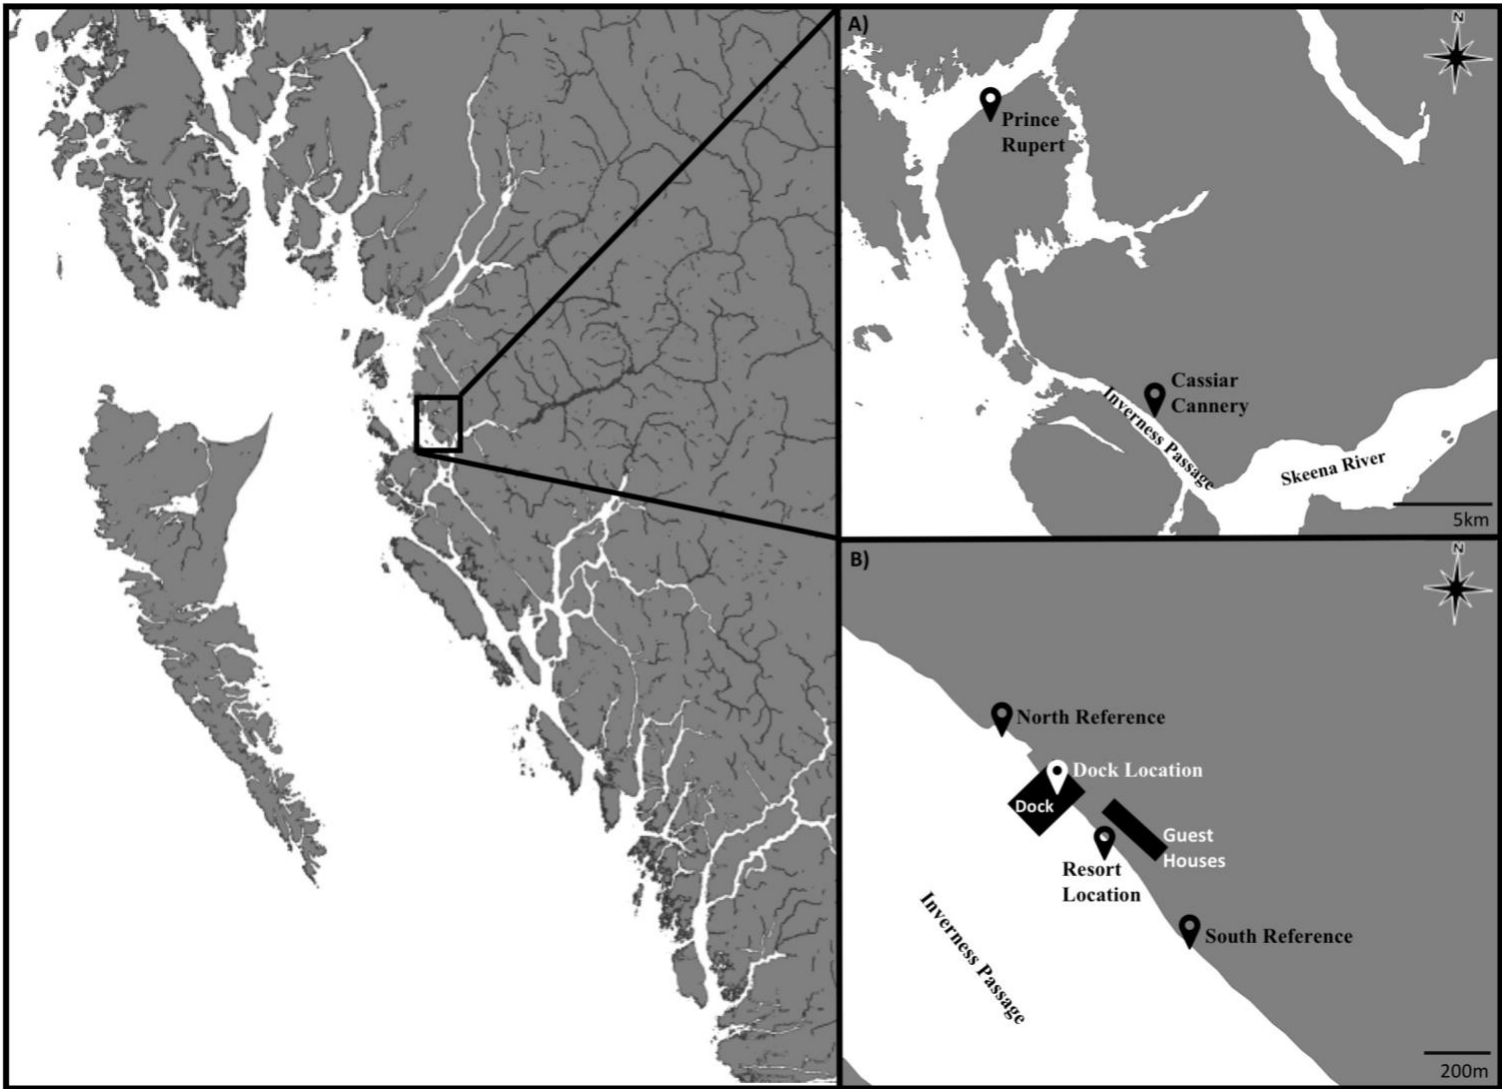 A)
N
Prince
Rupert
Cassiar
Cannery
Inverness Passage
Skeena River
5km
B)
N
North Reference
Dock Location
Dock
Guest
Houses
Resort
Location
South Reference
Inverness Passage
200m